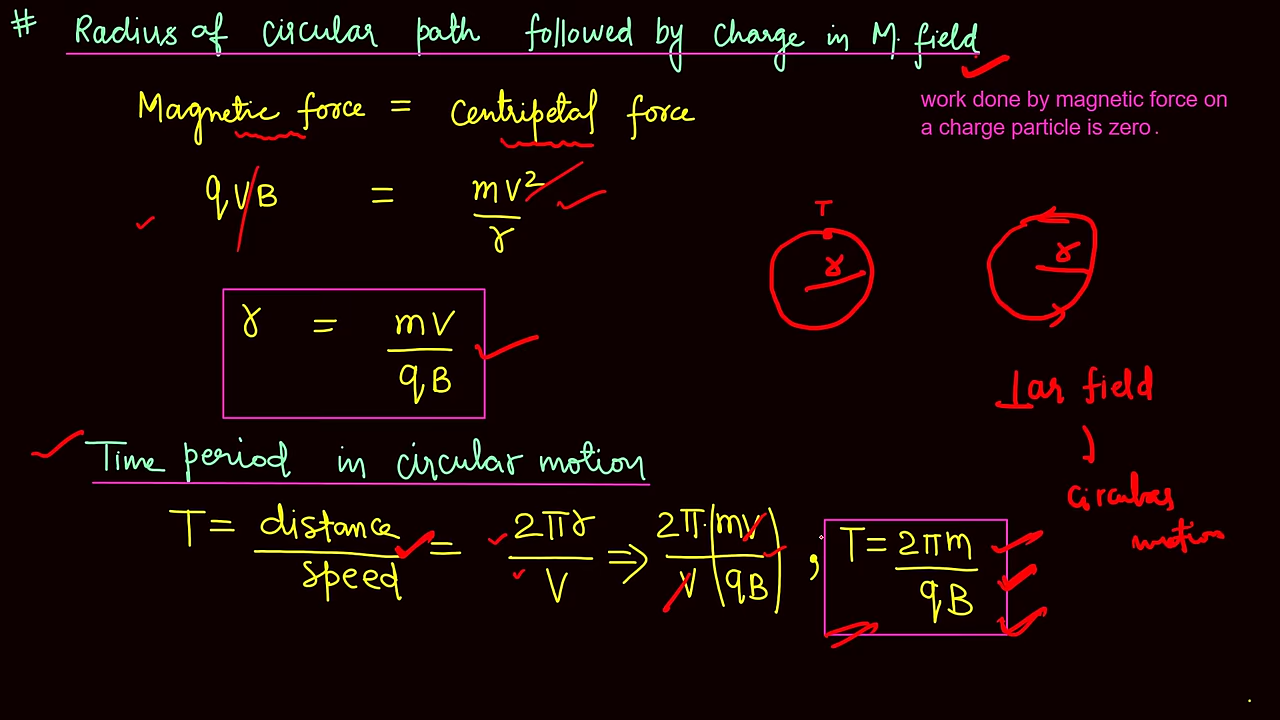 # Radius of circular path followed by charge in M. field
work done by magnetic force on
a charge particle is zero.
Magnetic force = Centripetal force
qVB = mV²/r
T
r
r
r = mV/qB
⊥ar field
circular
motion
Time period in circular motion
T = distance/speed = 2πr/V ⇒ 2π/V (mV/qB) ; T = 2πm/qB